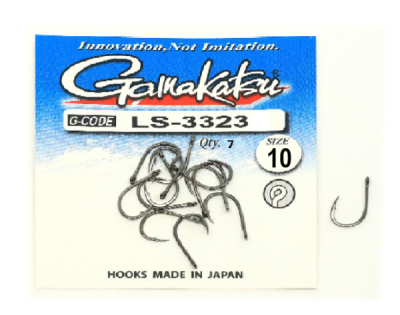 Innovation, Not Imitation.
Gamakatsu®
G-CODE LS-3323
Qty. 7
SIZE
10
HOOKS MADE IN JAPAN